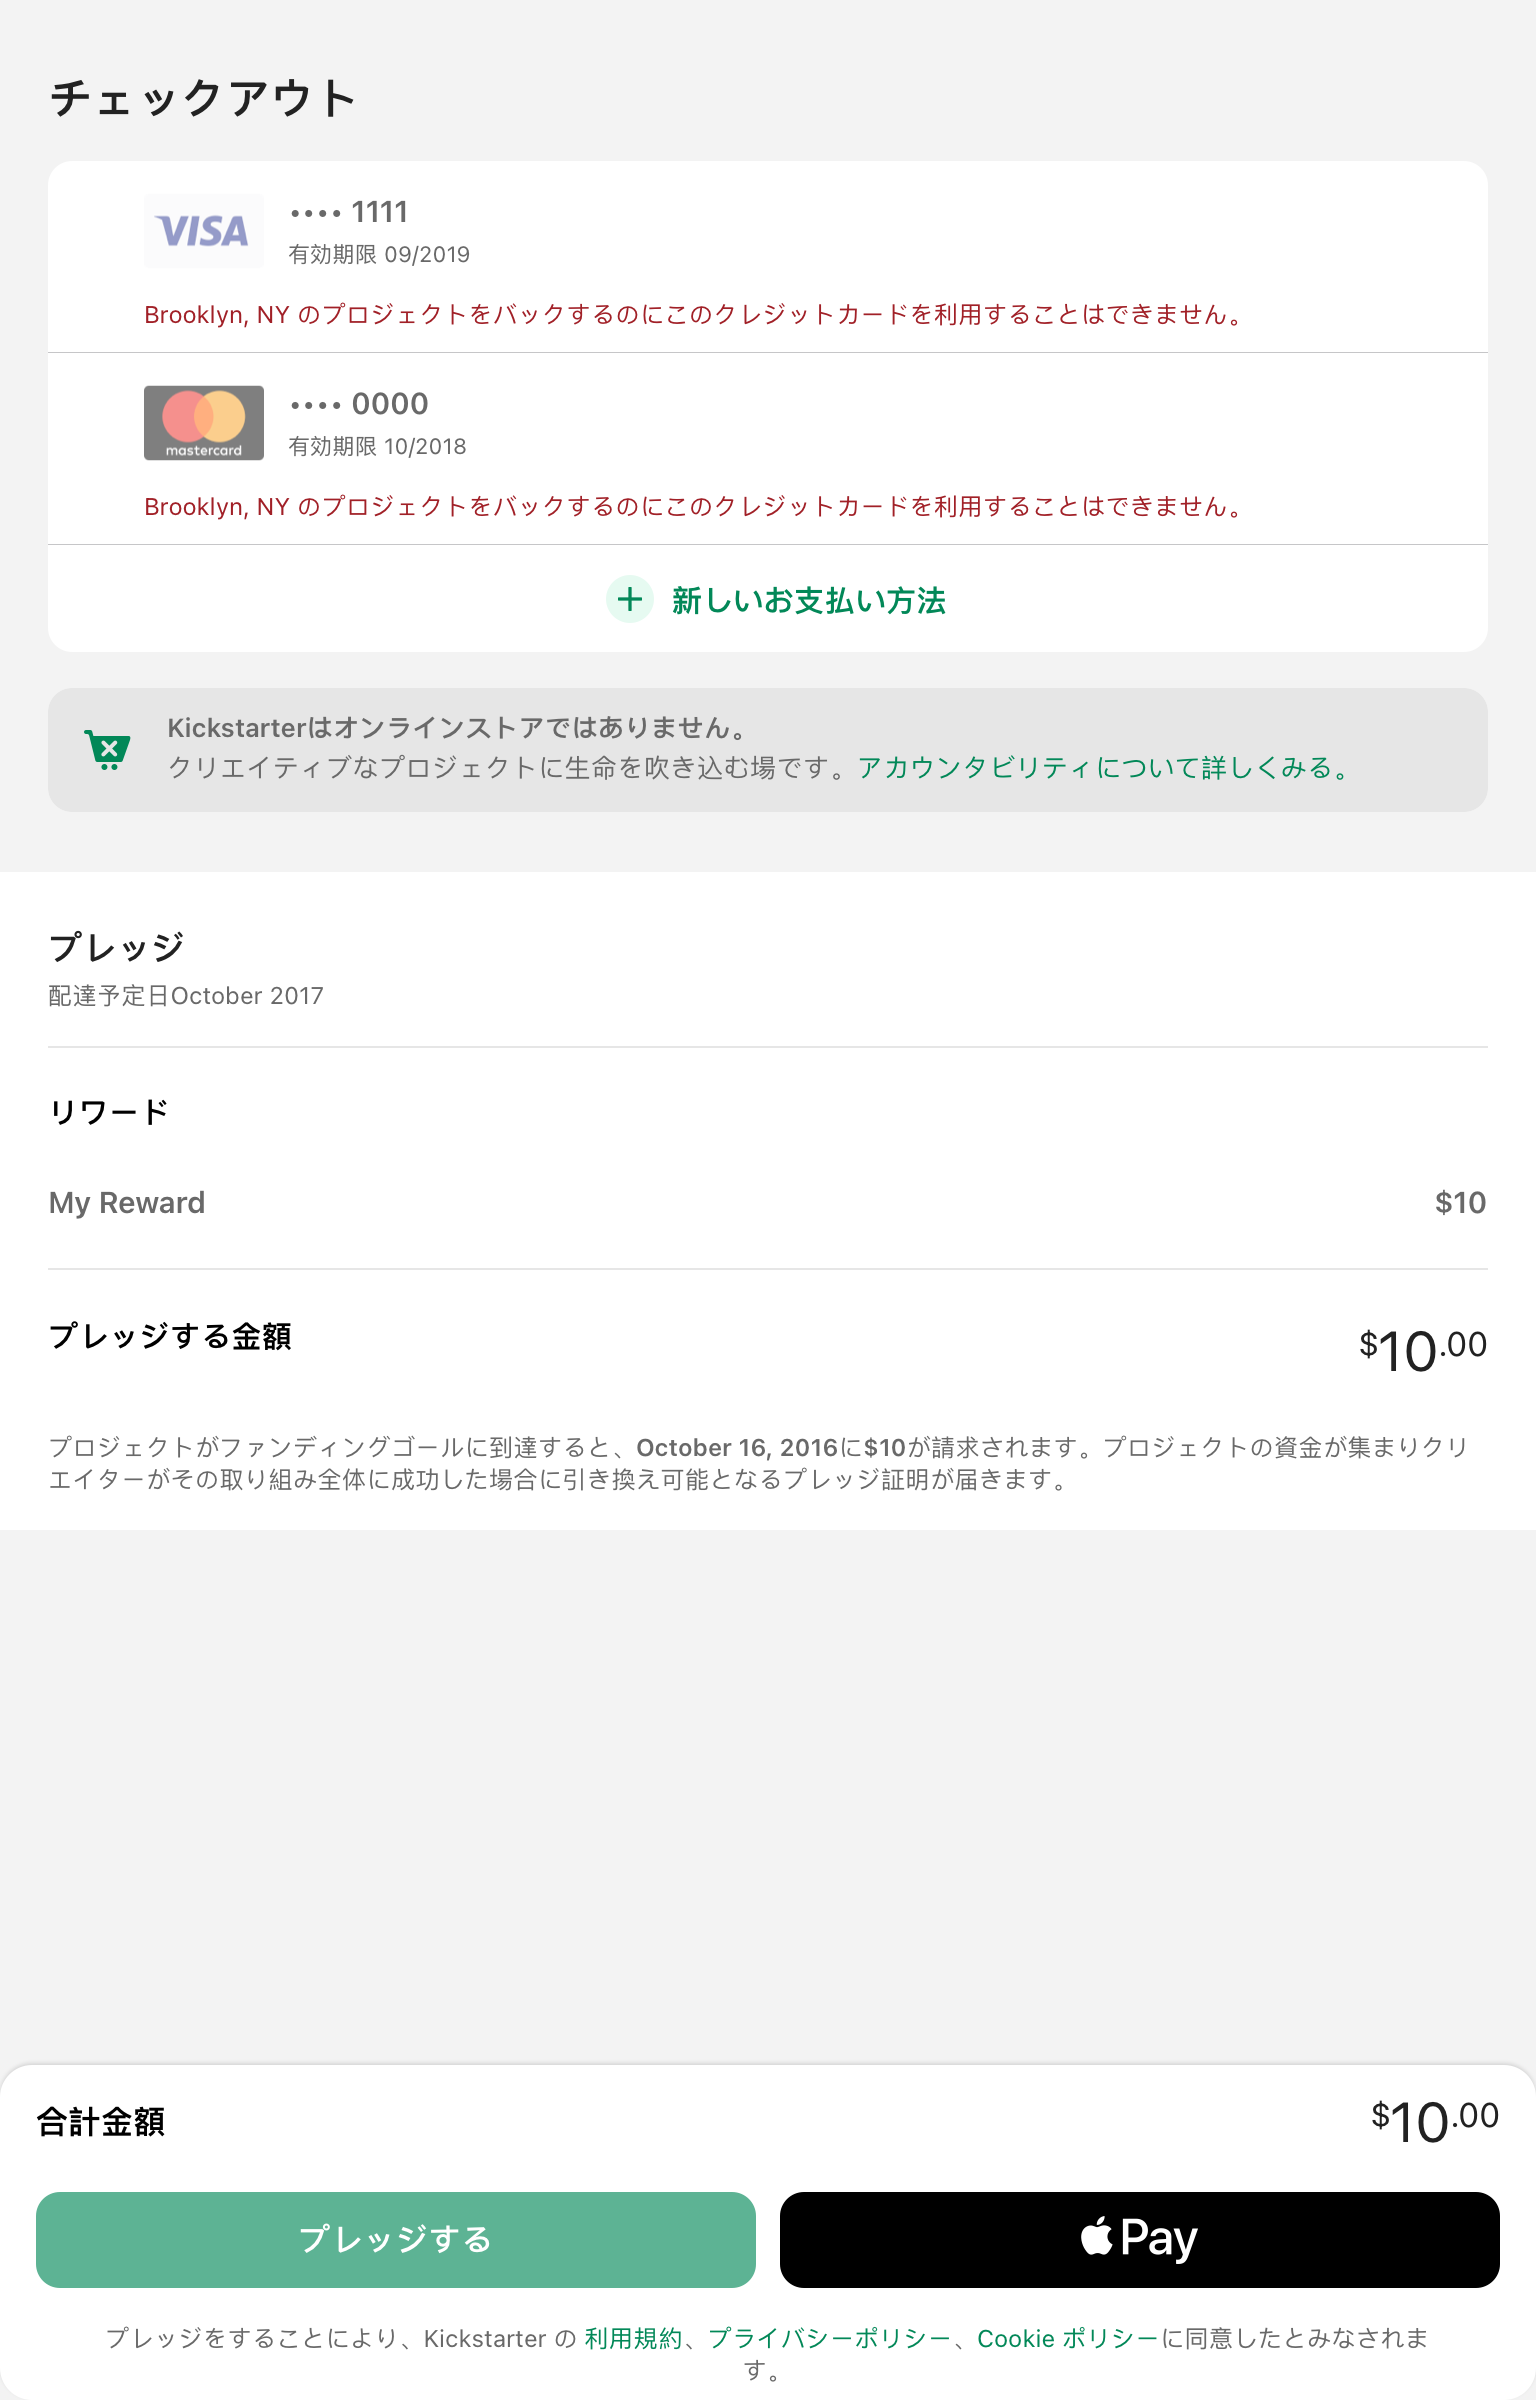 チェックアウト
VISA
•••• 1111
有効期限 09/2019
Brooklyn, NY のプロジェクトをバックするのにこのクレジットカードを利用することはできません。
mastercard
•••• 0000
有効期限 10/2018
Brooklyn, NY のプロジェクトをバックするのにこのクレジットカードを利用することはできません。
新しいお支払い方法
Kickstarterはオンラインストアではありません。
クリエイティブなプロジェクトに生命を吹き込む場です。アカウンタビリティについて詳しくみる。
プレッジ
配達予定日October 2017
リワード
My Reward $10
プレッジする金額 $10.00
プロジェクトがファンディングゴールに到達すると、October 16, 2016に$10が請求されます。プロジェクトの資金が集まりクリ
エイターがその取り組み全体に成功した場合に引き換え可能となるプレッジ証明が届きます。
合計金額 $10.00
プレッジする
Pay
プレッジをすることにより、Kickstarter の 利用規約、プライバシーポリシー、Cookie ポリシーに同意したとみなされま
す。